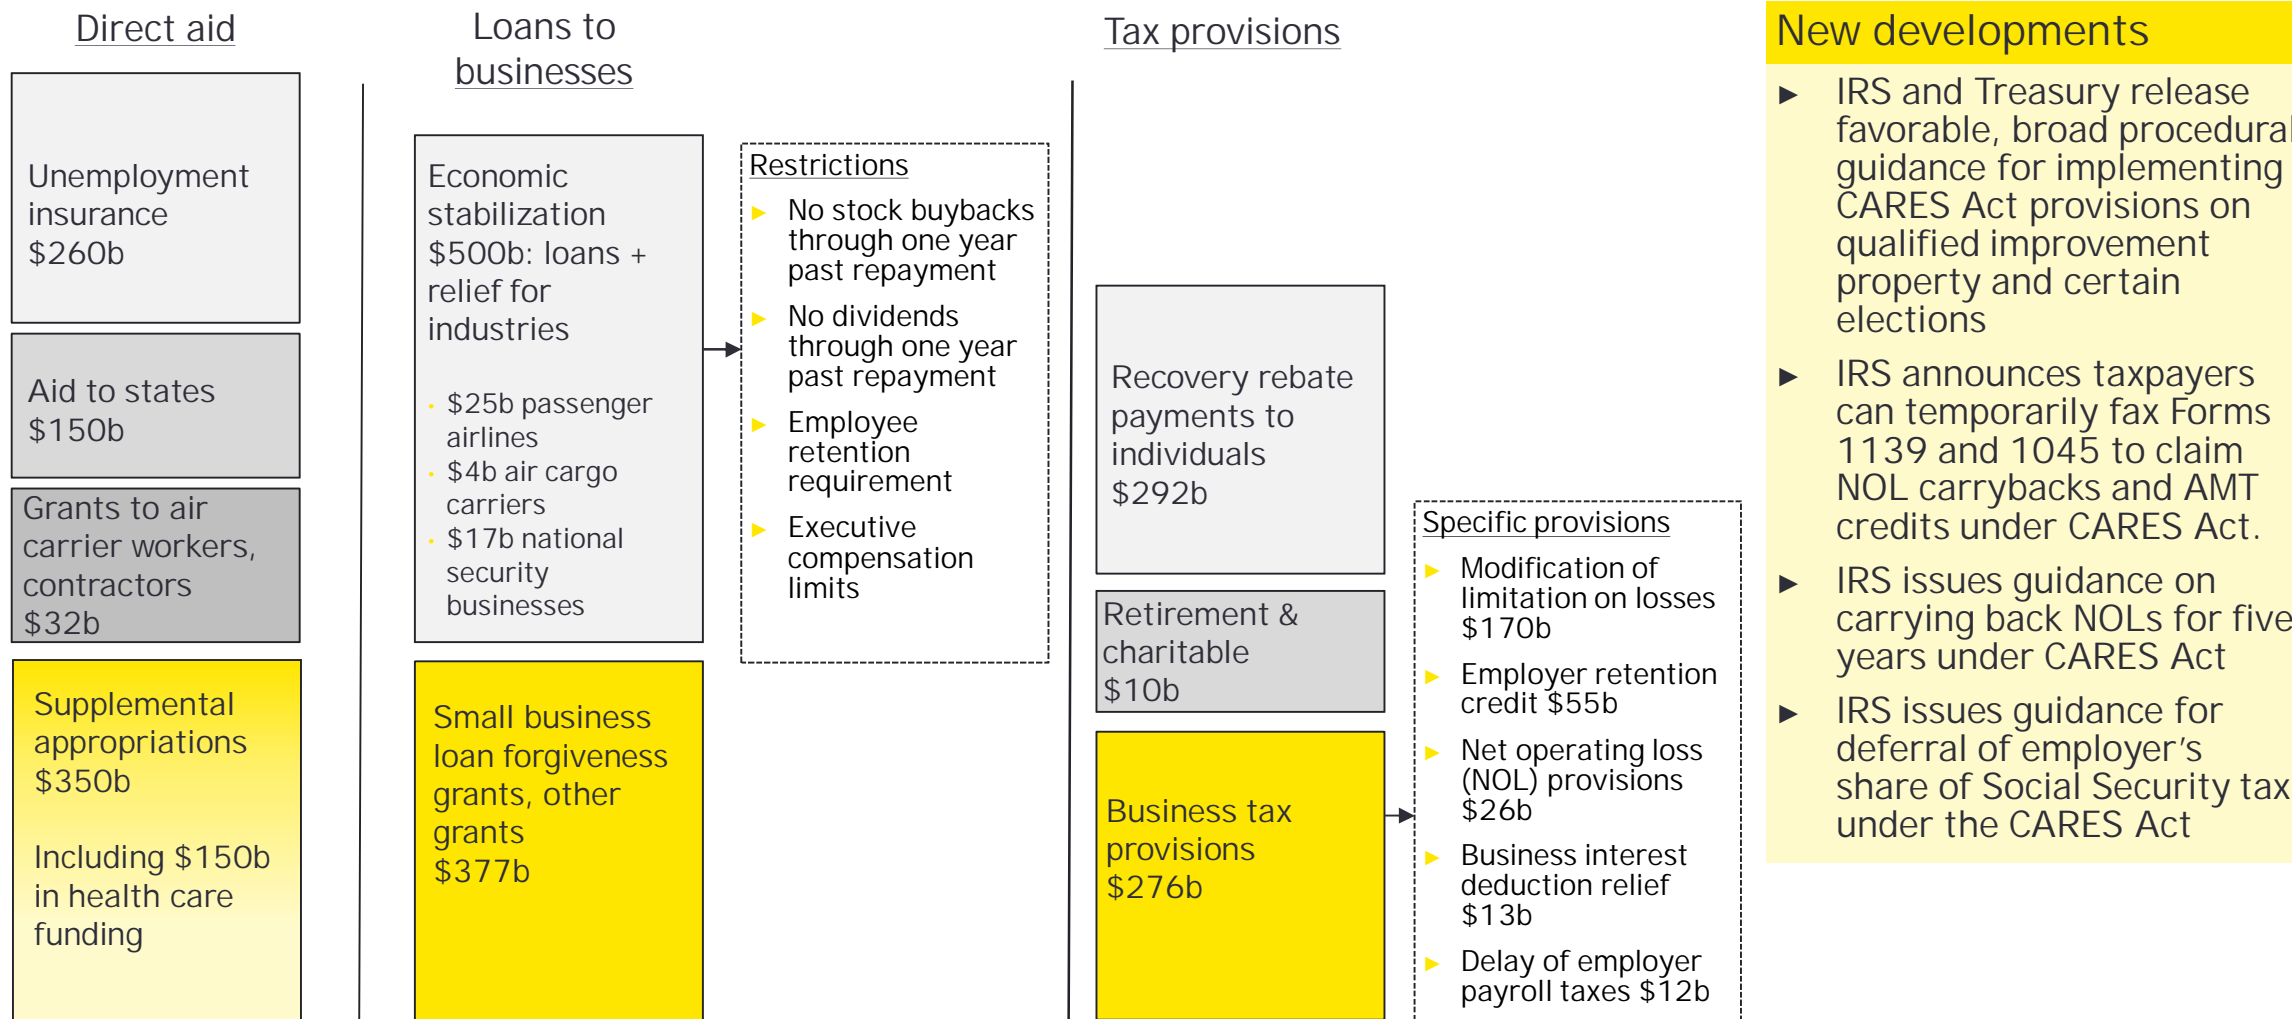 Direct aid
Unemployment
insurance
$260b
Aid to states
$150b
Grants to air
carrier workers,
contractors
$32b
Supplemental
appropriations
$350b
Including $150b
in health care
funding
Loans to
businesses
Economic
stabilization
$500b: loans +
relief for
industries
• $25b passenger
airlines
• $4b air cargo
carriers
• $17b national
security
businesses
Small business
loan forgiveness
grants, other
grants
$377b
Restrictions
► No stock buybacks
through one year
past repayment
► No dividends
through one year
past repayment
► Employee
retention
requirement
► Executive
compensation
limits
Tax provisions
Recovery rebate
payments to
individuals
$292b
Retirement &
charitable
$10b
Business tax
provisions
$276b
Specific provisions
► Modification of
limitation on losses
$170b
► Employer retention
credit $55b
► Net operating loss
(NOL) provisions
$26b
► Business interest
deduction relief
$13b
► Delay of employer
payroll taxes $12b
New developments
► IRS and Treasury release
favorable, broad procedural
guidance for implementing
CARES Act provisions on
qualified improvement
property and certain
elections
► IRS announces taxpayers
can temporarily fax Forms
1139 and 1045 to claim
NOL carrybacks and AMT
credits under CARES Act.
► IRS issues guidance on
carrying back NOLs for five
years under CARES Act
► IRS issues guidance for
deferral of employer’s
share of Social Security tax
under the CARES Act